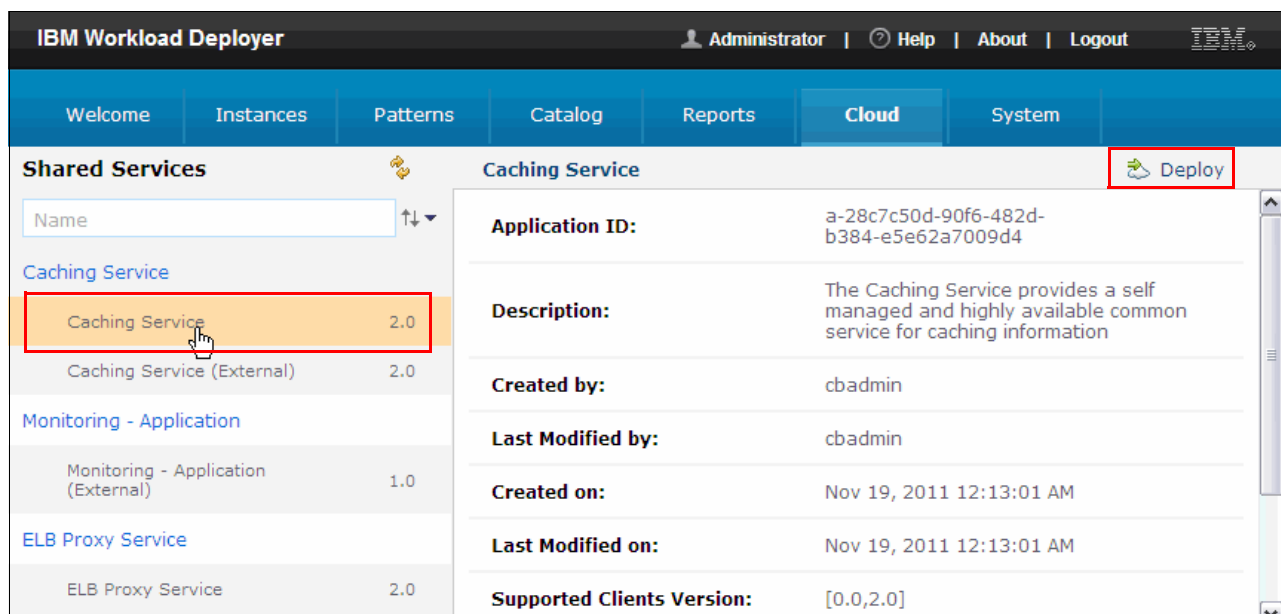 IBM Workload Deployer
Administrator | Help | About | Logout IBM®
Welcome Instances Patterns Catalog Reports Cloud System
Shared Services
Name
Caching Service
Caching Service 2.0
Caching Service (External) 2.0
Monitoring - Application
Monitoring - Application
(External) 1.0
ELB Proxy Service
ELB Proxy Service 2.0
Caching Service Deploy
Application ID: a-28c7c50d-90f6-482d-
b384-e5e62a7009d4
Description: The Caching Service provides a self
managed and highly available common
service for caching information
Created by: cbadmin
Last Modified by: cbadmin
Created on: Nov 19, 2011 12:13:01 AM
Last Modified on: Nov 19, 2011 12:13:01 AM
Supported Clients Version: [0.0,2.0]